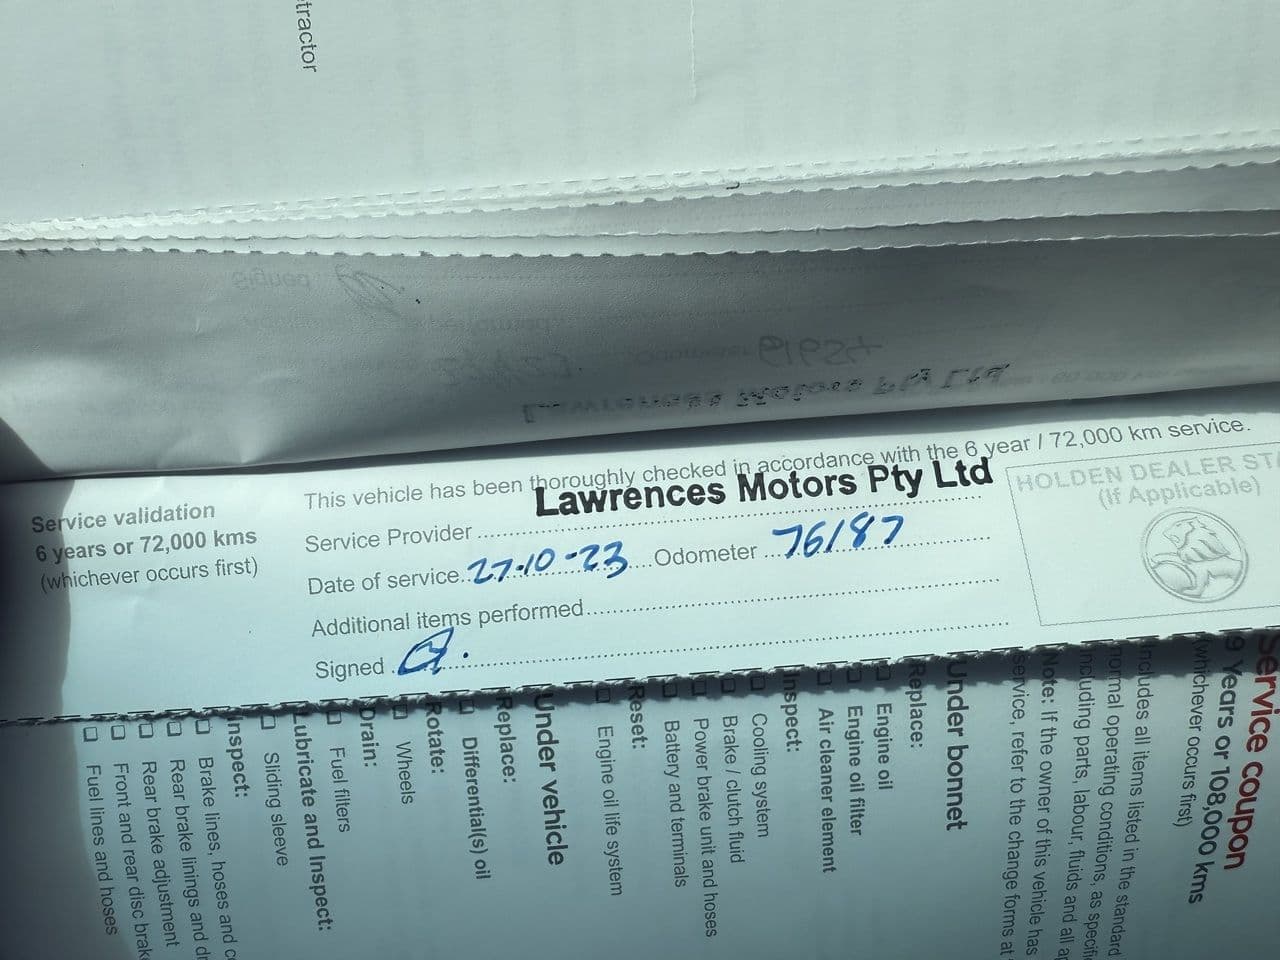 tractor
Service validation
6 years or 72,000 kms
(whichever occurs first)
This vehicle has been thoroughly checked in accordance with the 6 year / 72,000 km service.
Lawrences Motors Pty Ltd
Service Provider
Date of service 27-10-23 Odometer 76187
Additional items performed
Signed
HOLDEN DEALER ST
(If Applicable)
Service coupon
9 Years or 108,000 kms
(whichever occurs first)
Includes all items listed in the standard
normal operating conditions, as specifi
including parts, labour, fluids and all a
Note: If the owner of this vehicle has
service, refer to the change forms at
Under bonnet
Replace:
Engine oil
Engine oil filter
Air cleaner element
Inspect:
Cooling system
Brake / clutch fluid
Power brake unit and hoses
Battery and terminals
Reset:
Engine oil life system
Under vehicle
Replace:
Differential(s) oil
Rotate:
Wheels
Drain:
Fuel filters
Lubricate and Inspect:
Sliding sleeve
Inspect:
Brake lines, hoses and c
Rear brake linings and dr
Rear brake adjustment
Front and rear disc brak
Fuel lines and hoses